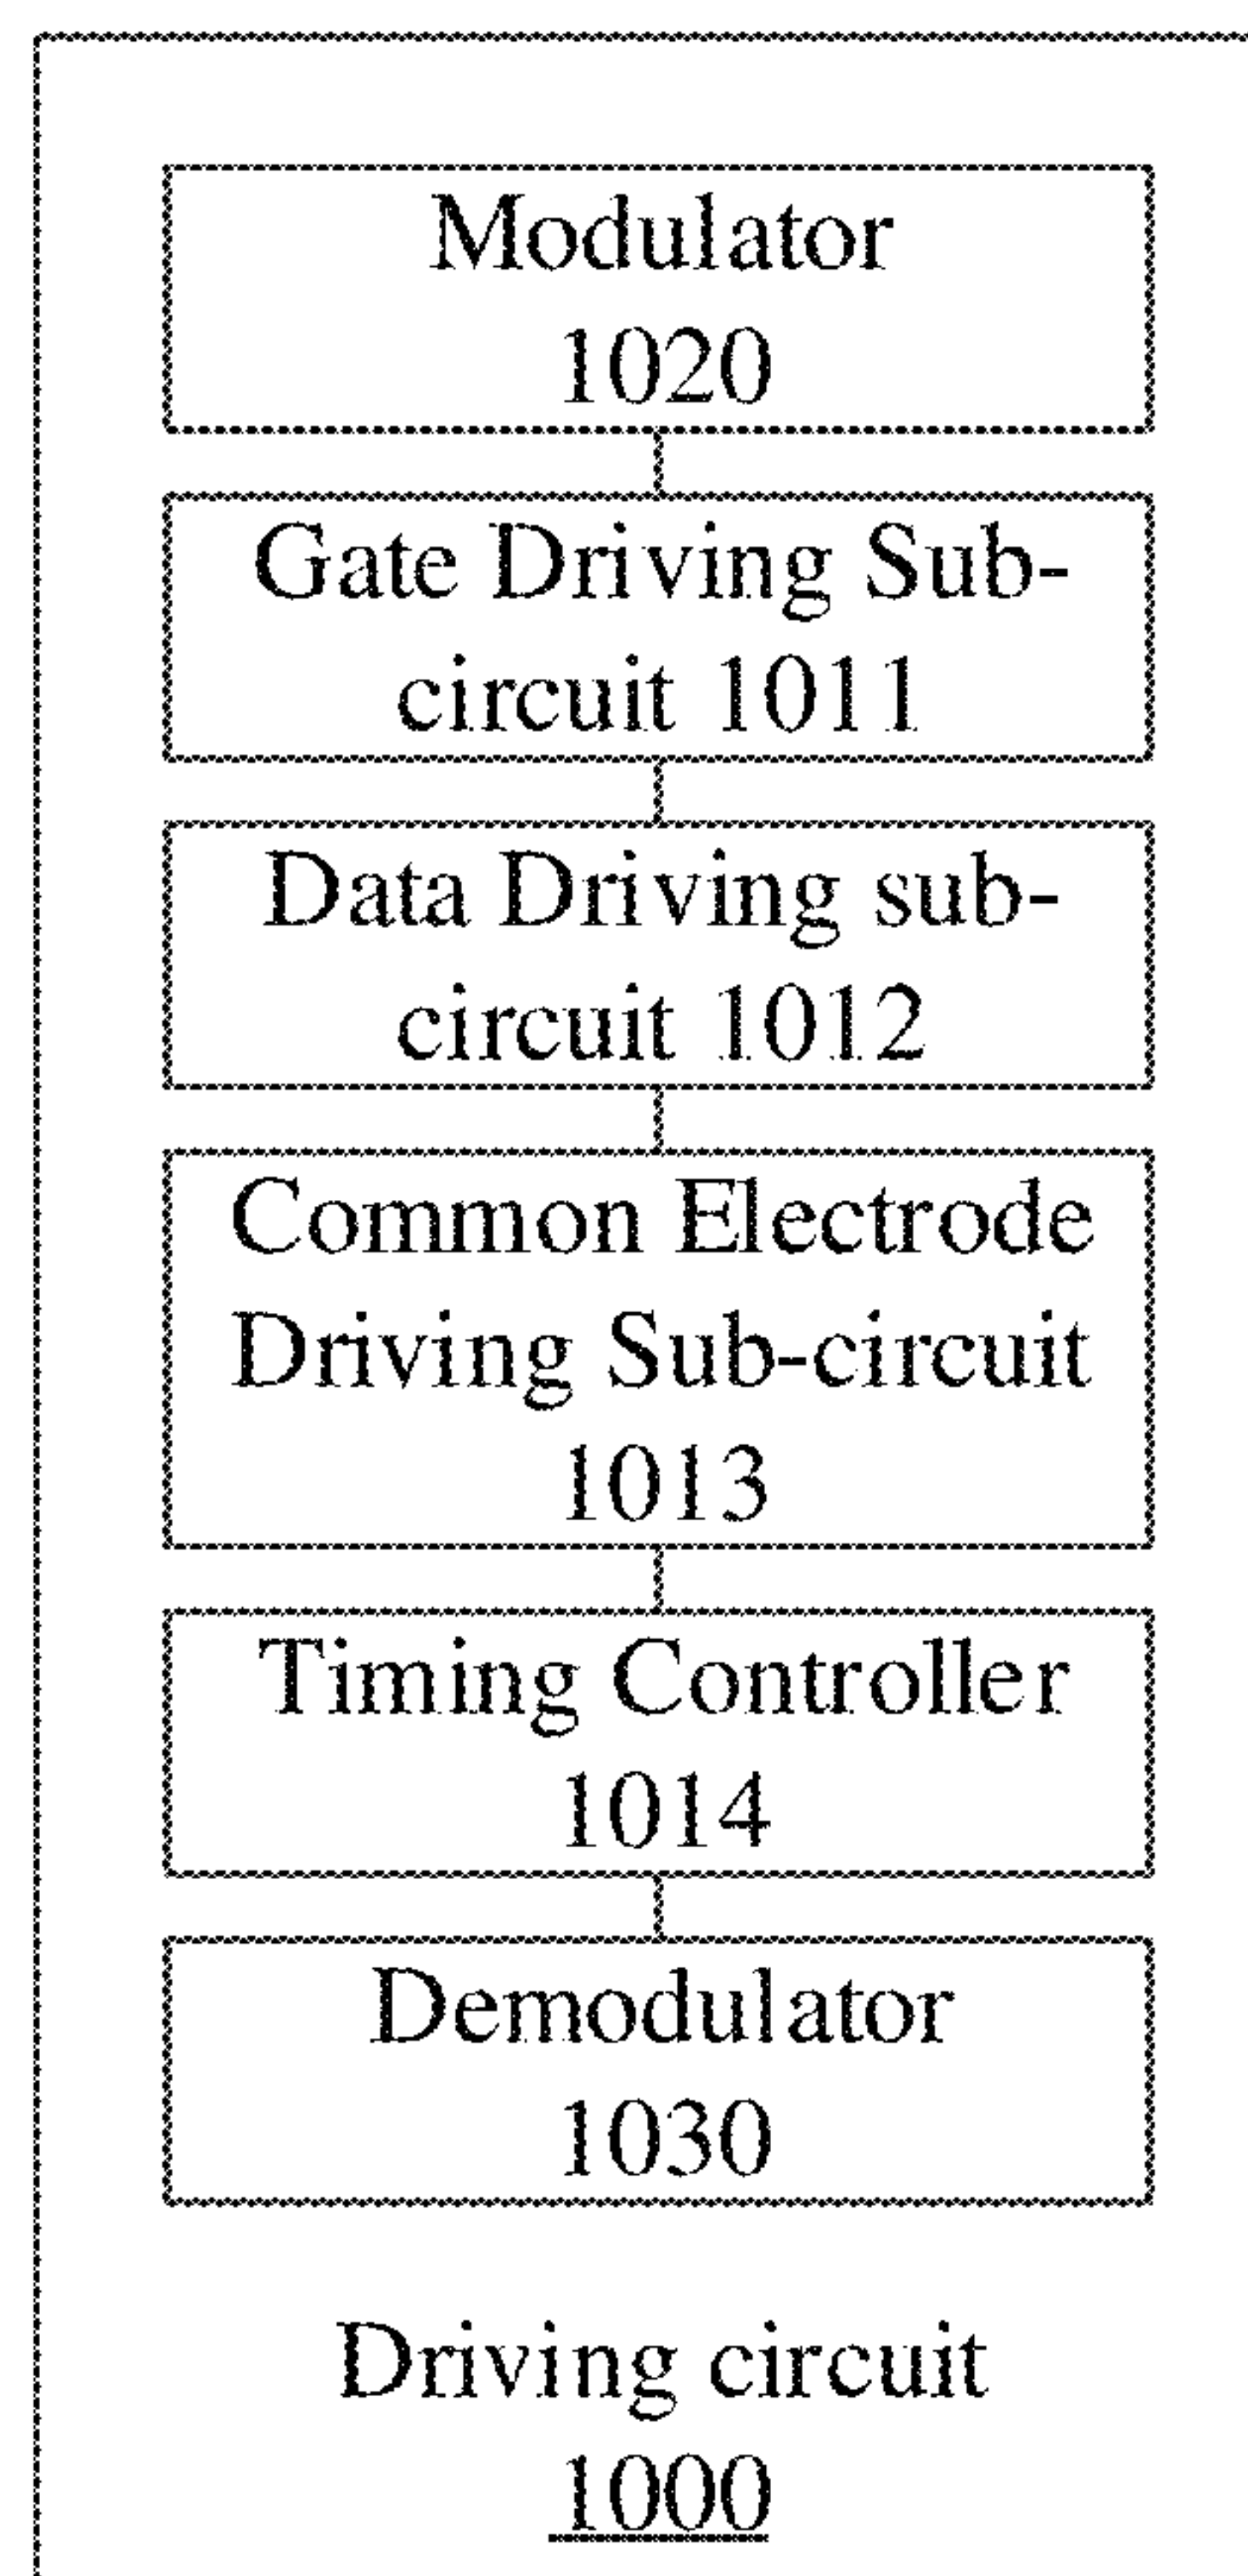 Modulator
1020
Gate Driving Sub-
circuit 1011
Data Driving sub-
circuit 1012
Common Electrode
Driving Sub-circuit
1013
Timing Controller
1014
Demodulator
1030
Driving circuit
1000